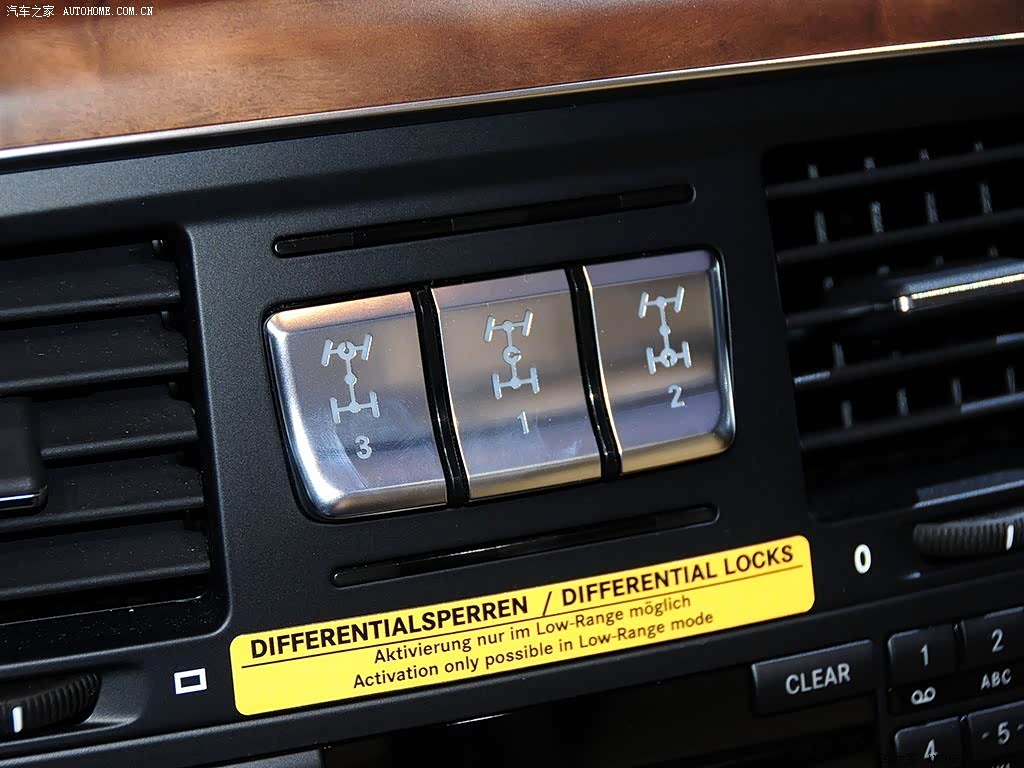 汽车之家 AUTOHOME.COM.CN
3
1
2
DIFFERENTIALSPERREN / DIFFERENTIAL LOCKS
Aktivierung nur im Low-Range möglich
Activation only possible in Low-Range mode
0
CLEAR
1
2
ABC
4
5